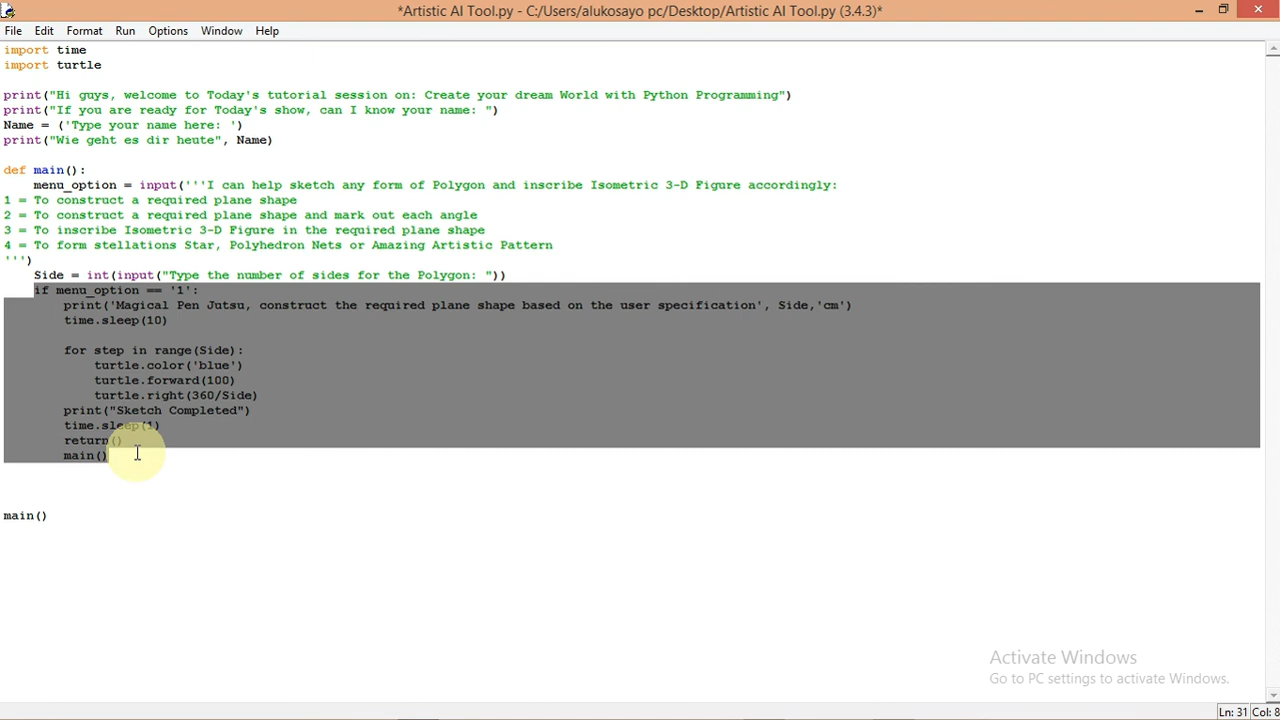 *Artistic AI Tool.py - C:/Users/alukosayo pc/Desktop/Artistic AI Tool.py (3.4.3)*
File Edit Format Run Options Window Help
import time
import turtle
print("Hi guys, welcome to Today's tutorial session on: Create your dream World with Python Programming")
print("If you are ready for Today's show, can I know your name: ")
Name = ('Type your name here: ')
print("Wie geht es dir heute", Name)
def main():
menu_option = input('''I can help sketch any form of Polygon and inscribe Isometric 3-D Figure accordingly:
1 = To construct a required plane shape
2 = To construct a required plane shape and mark out each angle
3 = To inscribe Isometric 3-D Figure in the required plane shape
4 = To form stellations Star, Polyhedron Nets or Amazing Artistic Pattern
''')
Side = int(input("Type the number of sides for the Polygon: "))
if menu_option == '1':
print('Magical Pen Jutsu, construct the required plane shape based on the user specification', Side,'cm')
time.sleep(10)
for step in range(Side):
turtle.color('blue')
turtle.forward(100)
turtle.right(360/Side)
print("Sketch Completed")
time.sleep(1)
return()
main()
main()
Activate Windows
Go to PC settings to activate Windows.
Ln: 31 Col: 8